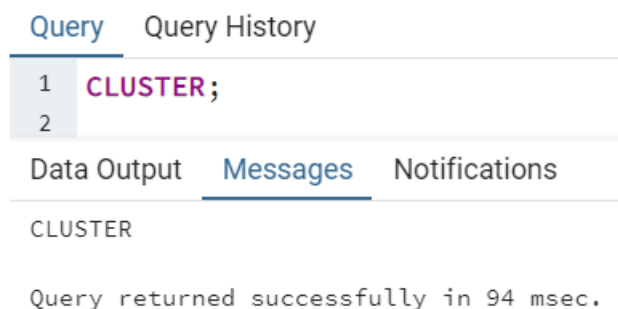 Query Query History
1 CLUSTER;
2
Data Output Messages Notifications
CLUSTER
Query returned successfully in 94 msec.